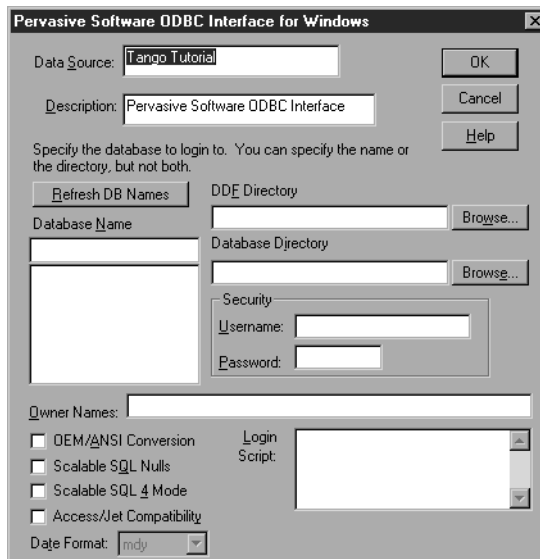 Pervasive Software ODBC Interface for Windows
Data Source: Tango Tutorial
OK
Description: Pervasive Software ODBC Interface
Cancel
Help
Specify the database to login to. You can specify the name or
the directory, but not both.
Refresh DB Names
DDF Directory
Browse...
Database Name
Database Directory
Browse...
Security
Username:
Password:
Owner Names:
OEM/ANSI Conversion
Login
Script:
Scalable SQL Nulls
Scalable SQL 4 Mode
Access/Jet Compatibility
Date Format: mdy